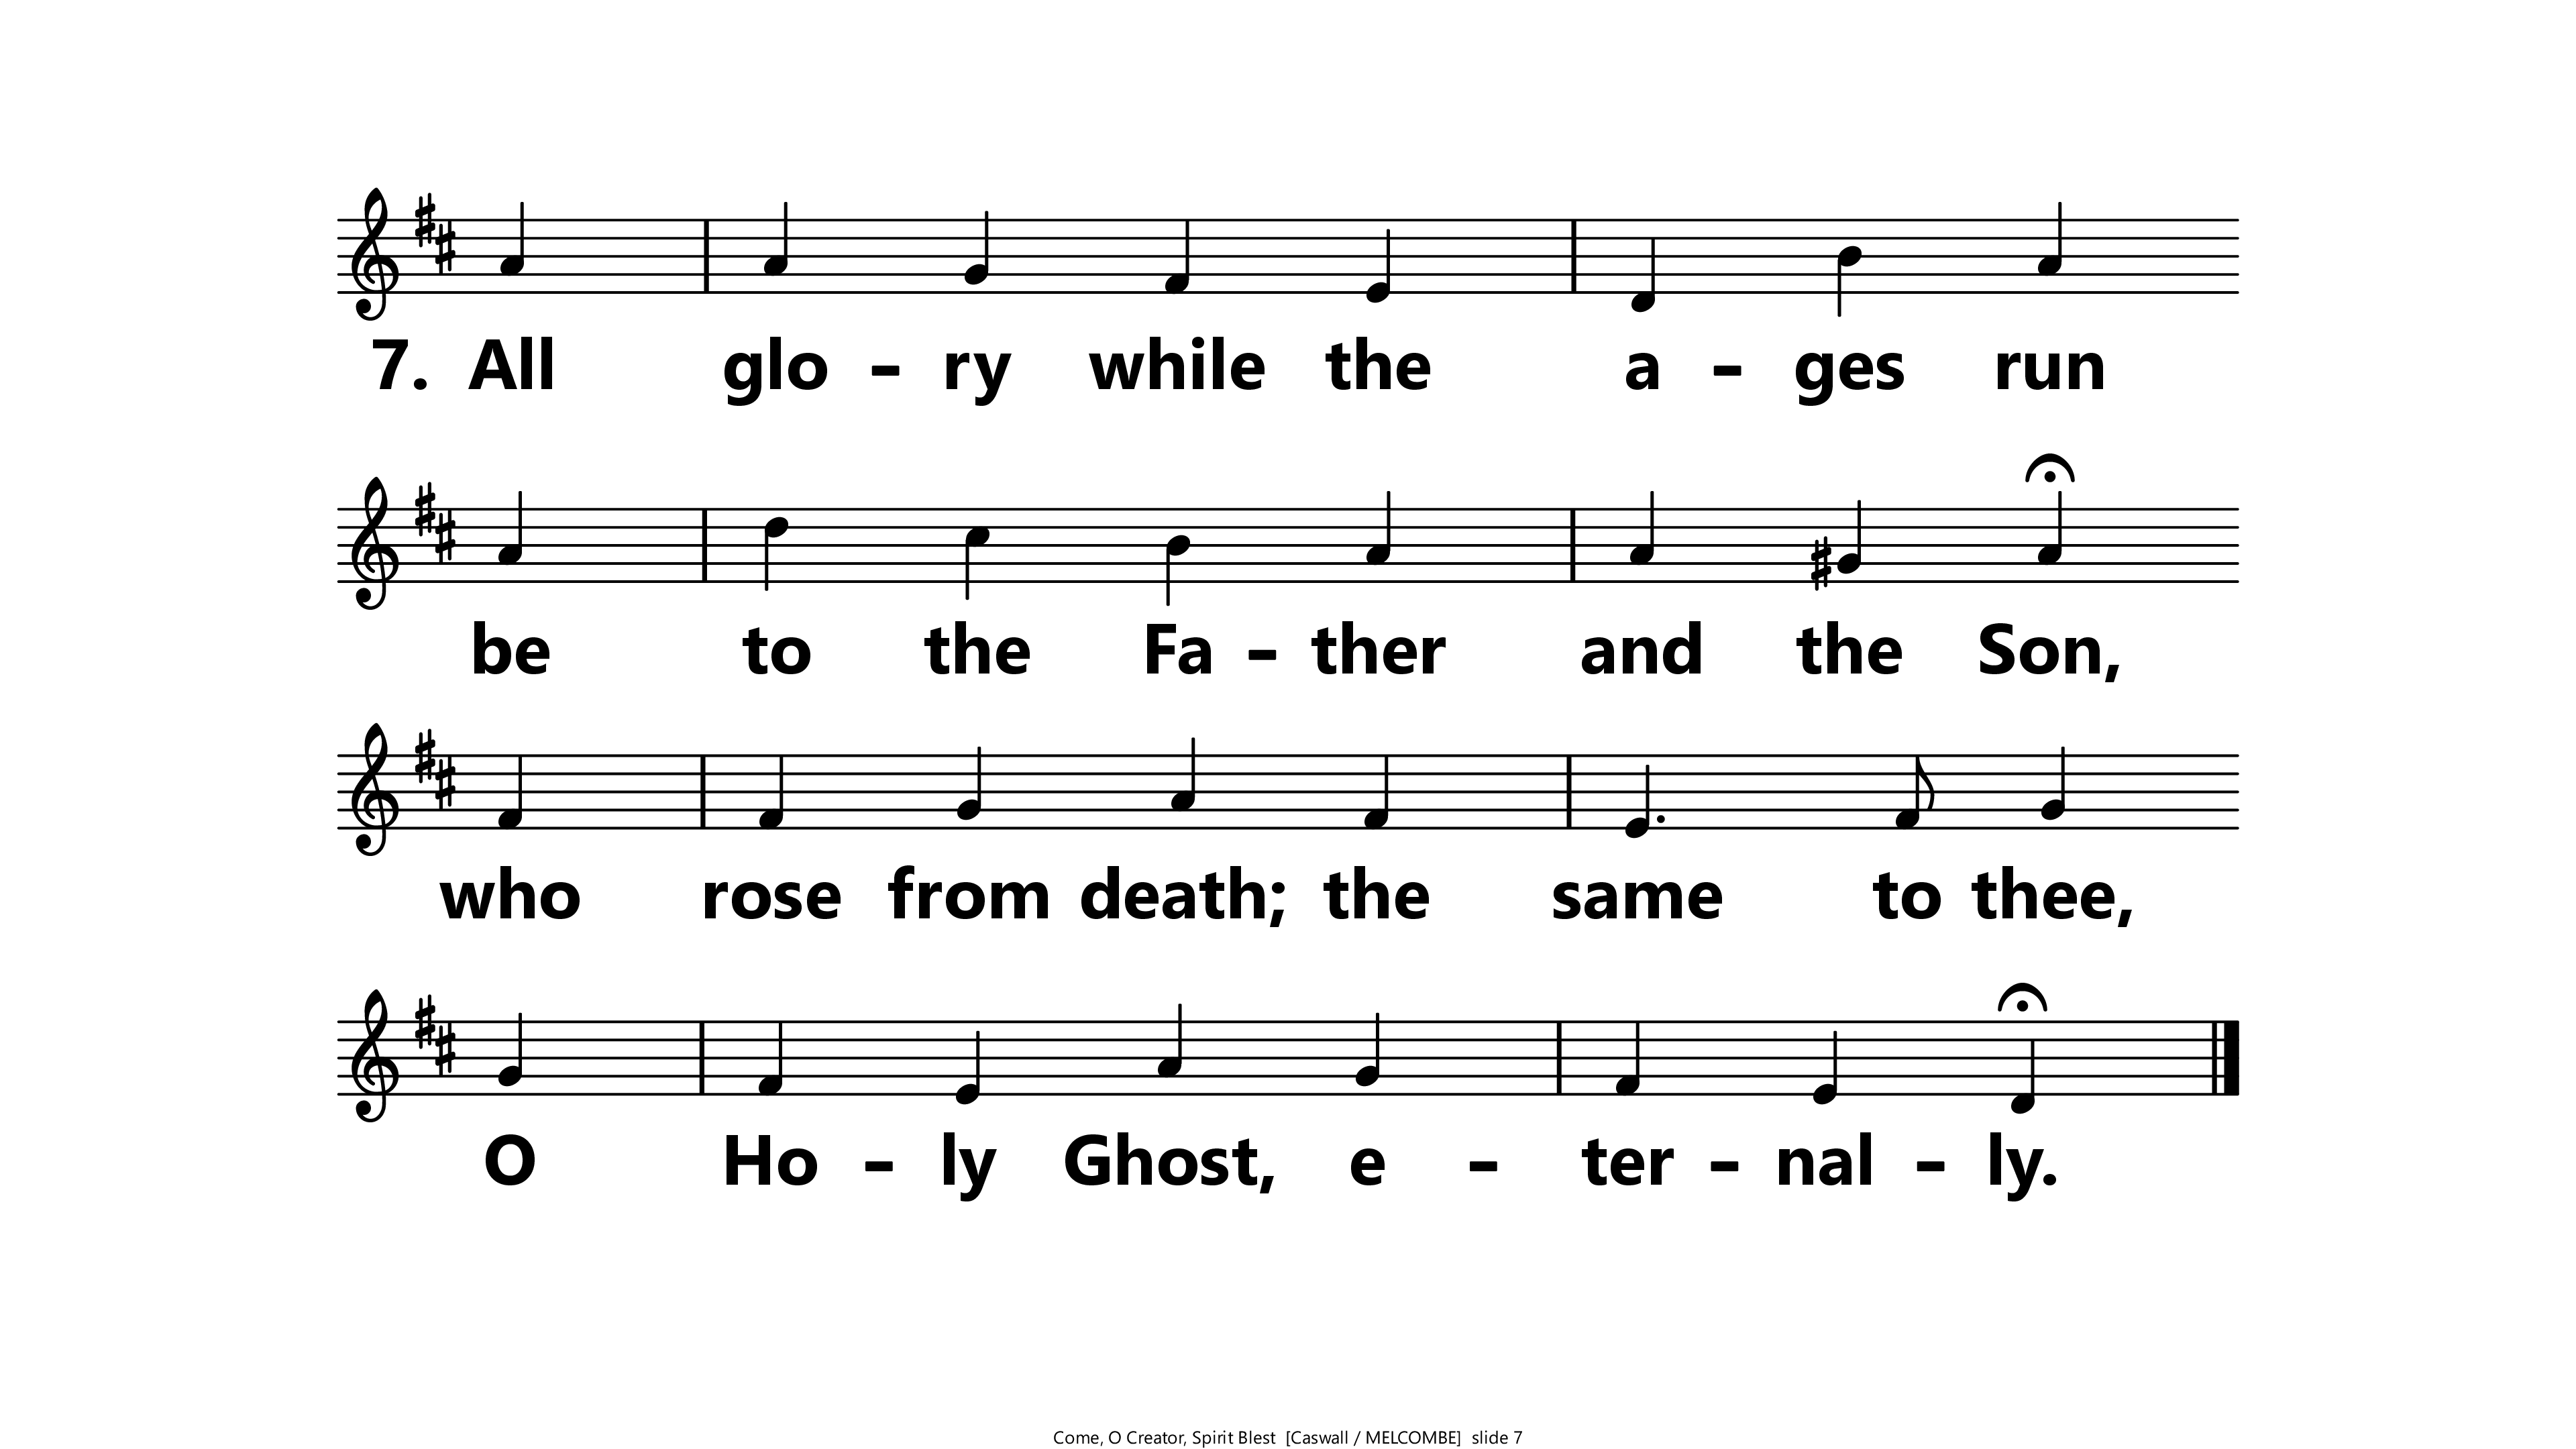 7. All glo - ry while the a - ges run
be to the Fa - ther and the Son,
who rose from death; the same to thee,
O Ho - ly Ghost, e - ter - nal - ly.
Come, O Creator, Spirit Blest [Caswall / MELCOMBE] slide 7